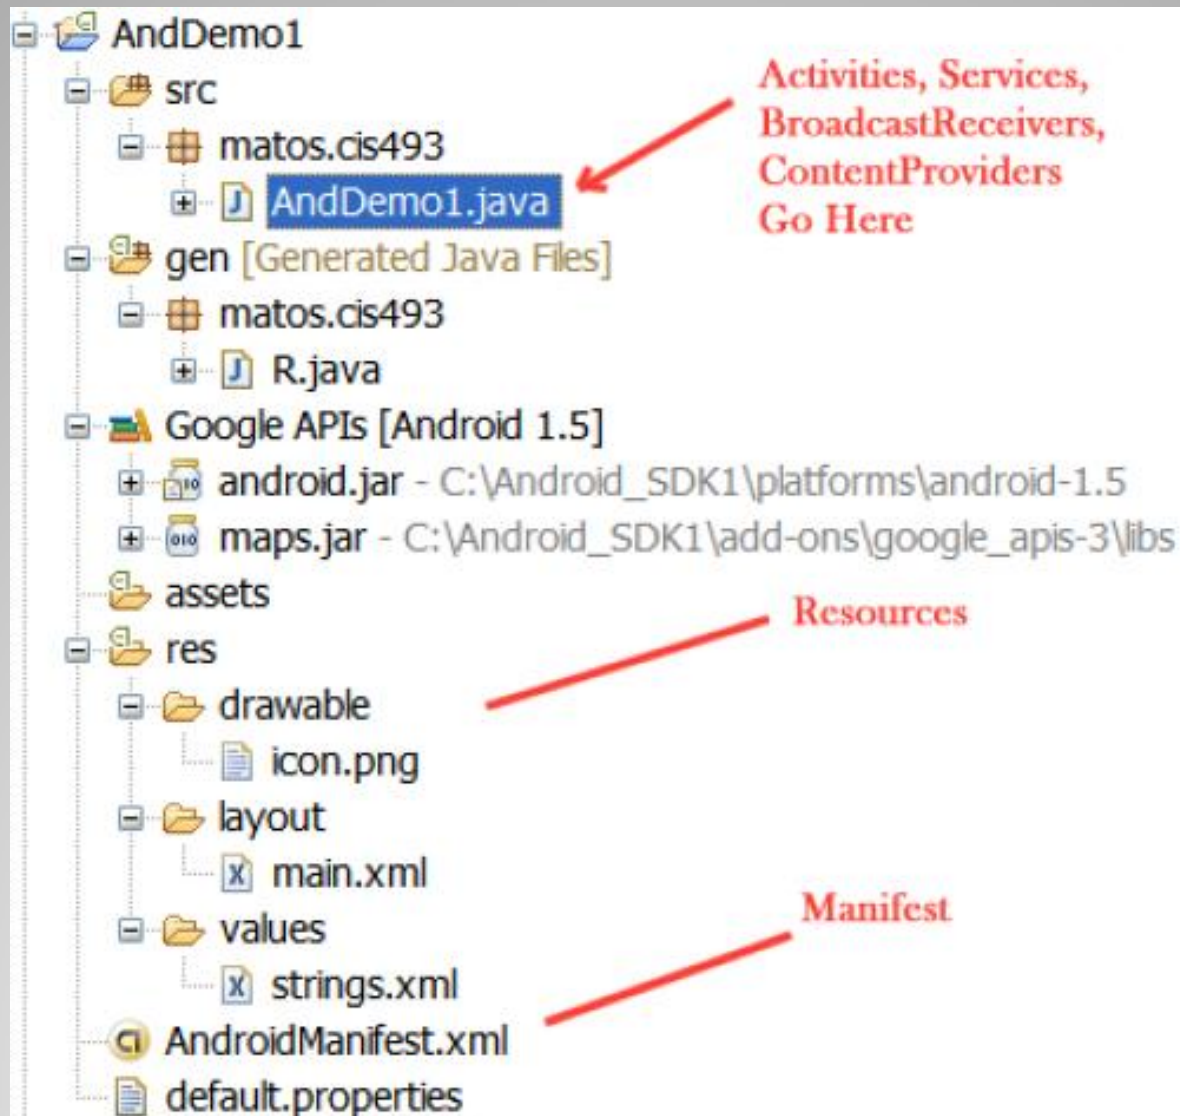 AndDemo1
src
matos.cis493
AndDemo1.java
gen [Generated Java Files]
matos.cis493
R.java
Google APIs [Android 1.5]
android.jar - C:\Android_SDK1\platforms\android-1.5
maps.jar - C:\Android_SDK1\add-ons\google_apis-3\libs
assets
res
drawable
icon.png
layout
main.xml
values
strings.xml
AndroidManifest.xml
default.properties
Activities, Services,
BroadcastReceivers,
ContentProviders
Go Here
Resources
Manifest